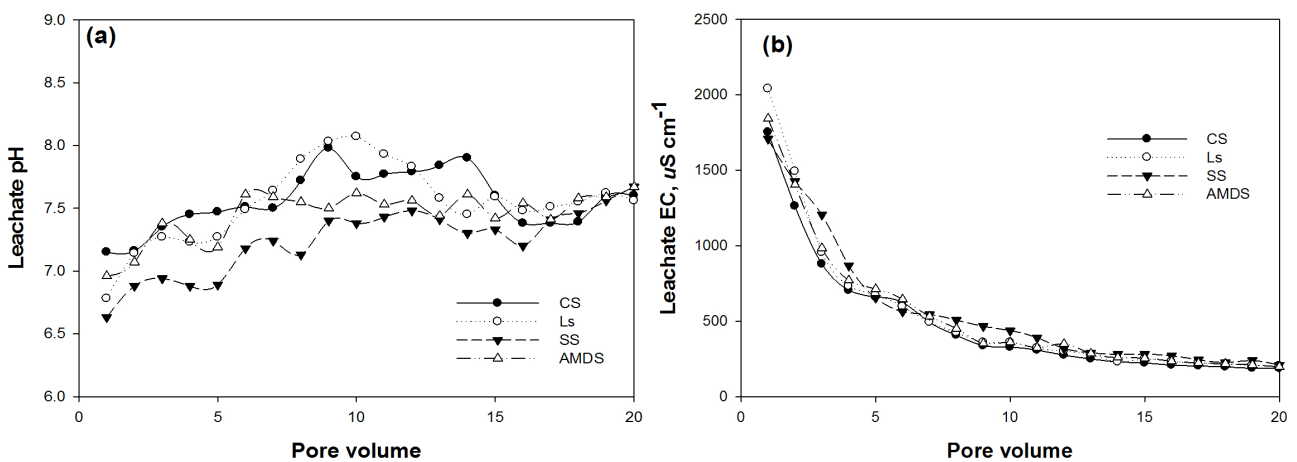 (a)
Leachate pH
9.0
8.5
8.0
7.5
7.0
6.5
6.0
0
5
10
15
20
Pore volume
CS
Ls
SS
AMDS
(b)
Leachate EC, uS cm-1
2500
2000
1500
1000
500
0
0
5
10
15
20
Pore volume
CS
Ls
SS
AMDS